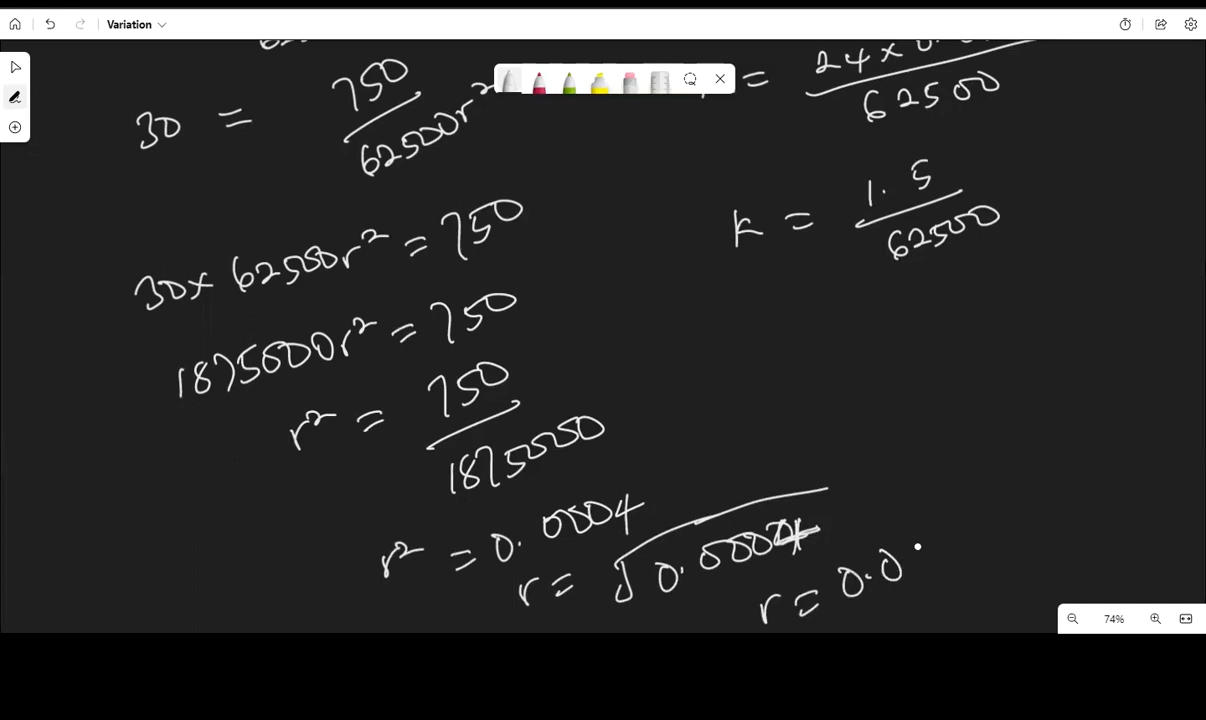 Variation
30 = 750 / 62500r²
30 × 62500r² = 750
1875000r² = 750
r² = 750 / 1875000
r² = 0.0004
r = √0.0004
r = 0.0
= 24 × 0. / 62500
k = 1.5 / 62500
74%